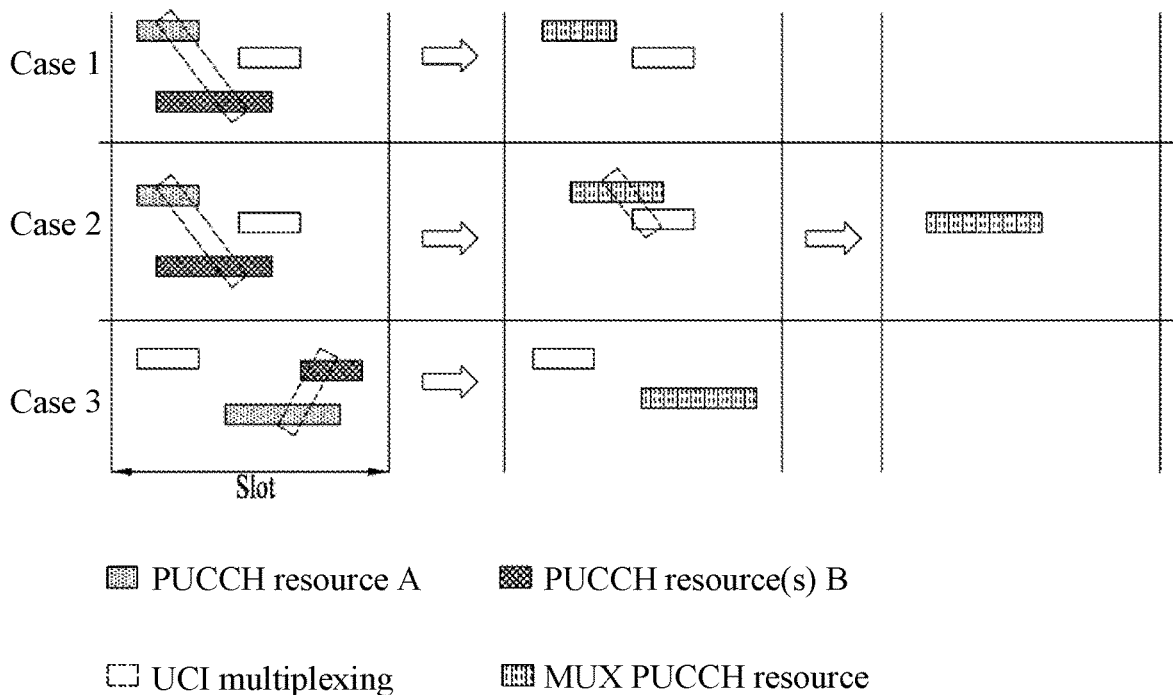 Case 1
Case 2
Case 3
Slot
PUCCH resource A
PUCCH resource(s) B
UCI multiplexing
MUX PUCCH resource